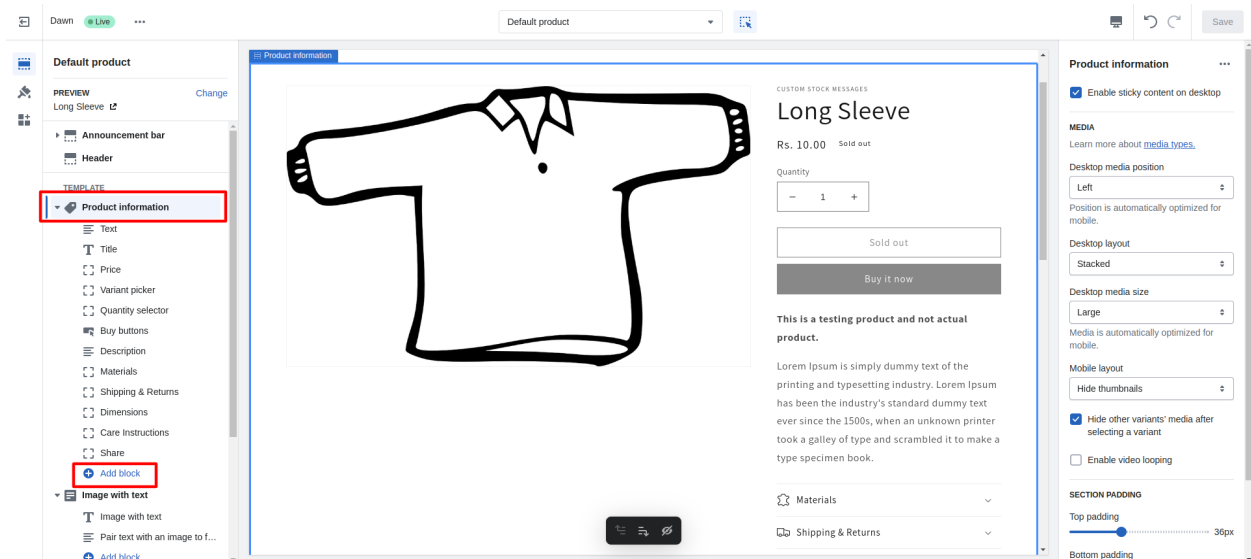 Dawn
Live
Default product
Save
Default product
PREVIEW
Change
Long Sleeve
Announcement bar
Header
TEMPLATE
Product information
Text
Title
Price
Variant picker
Quantity selector
Buy buttons
Description
Materials
Shipping & Returns
Dimensions
Care Instructions
Share
Add block
Image with text
Image with text
Pair text with an image to f...
Add block
Product information
CUSTOM STOCK MESSAGES
Long Sleeve
Rs. 10.00 Sold out
Quantity
− 1 +
Sold out
Buy it now
This is a testing product and not actual
product.
Lorem Ipsum is simply dummy text of the
printing and typesetting industry. Lorem Ipsum
has been the industry's standard dummy text
ever since the 1500s, when an unknown printer
took a galley of type and scrambled it to make a
type specimen book.
Materials
Shipping & Returns
Product information
Enable sticky content on desktop
MEDIA
Learn more about media types.
Desktop media position
Left
Position is automatically optimized for
mobile.
Desktop layout
Stacked
Desktop media size
Large
Media is automatically optimized for
mobile.
Mobile layout
Hide thumbnails
Hide other variants' media after
selecting a variant
Enable video looping
SECTION PADDING
Top padding
36px
Bottom padding